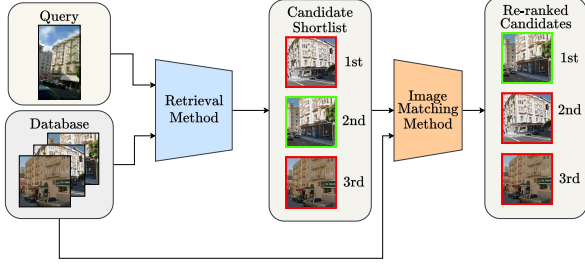 Query
Database
Retrieval
Method
Candidate
Shortlist
1st
2nd
3rd
Image
Matching
Method
Re-ranked
Candidates
1st
2nd
3rd